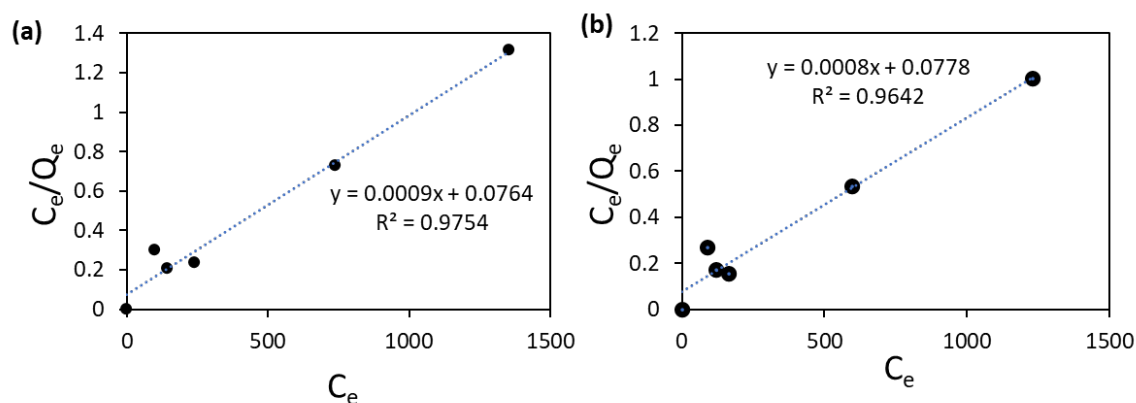 (a)
1.4
1.2
1
0.8
0.6
0.4
0.2
0
Cₑ/Qₑ
y = 0.0009x + 0.0764
R² = 0.9754
0
500
1000
1500
Cₑ
(b)
1.2
1
0.8
0.6
0.4
0.2
0
Cₑ/Qₑ
y = 0.0008x + 0.0778
R² = 0.9642
0
500
1000
1500
Cₑ